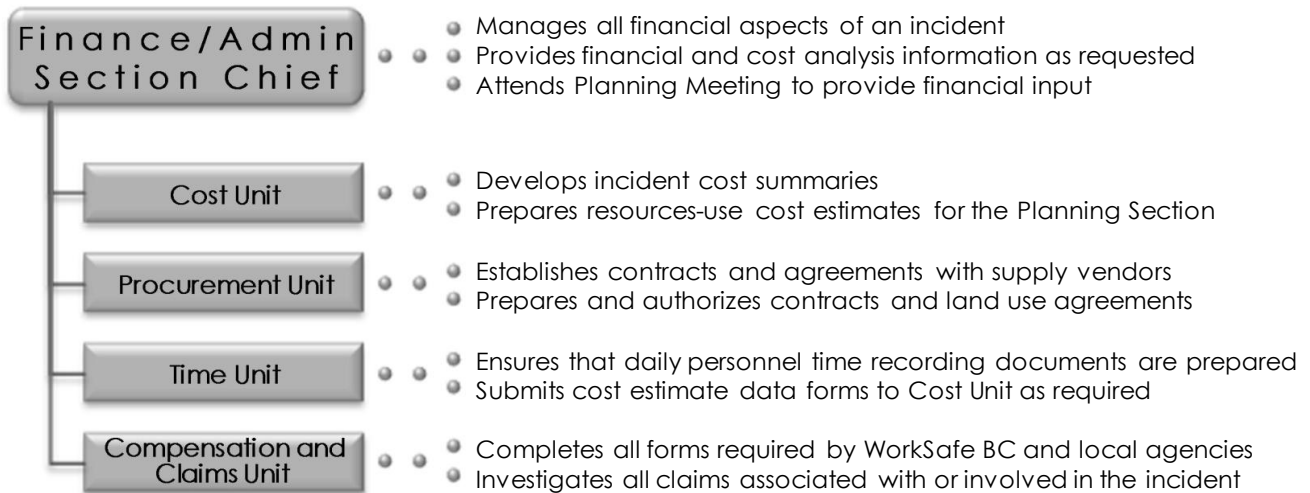 Finance/Admin
Section Chief
Manages all financial aspects of an incident
Provides financial and cost analysis information as requested
Attends Planning Meeting to provide financial input
Cost Unit
Develops incident cost summaries
Prepares resources-use cost estimates for the Planning Section
Procurement Unit
Establishes contracts and agreements with supply vendors
Prepares and authorizes contracts and land use agreements
Time Unit
Ensures that daily personnel time recording documents are prepared
Submits cost estimate data forms to Cost Unit as required
Compensation and
Claims Unit
Completes all forms required by WorkSafe BC and local agencies
Investigates all claims associated with or involved in the incident